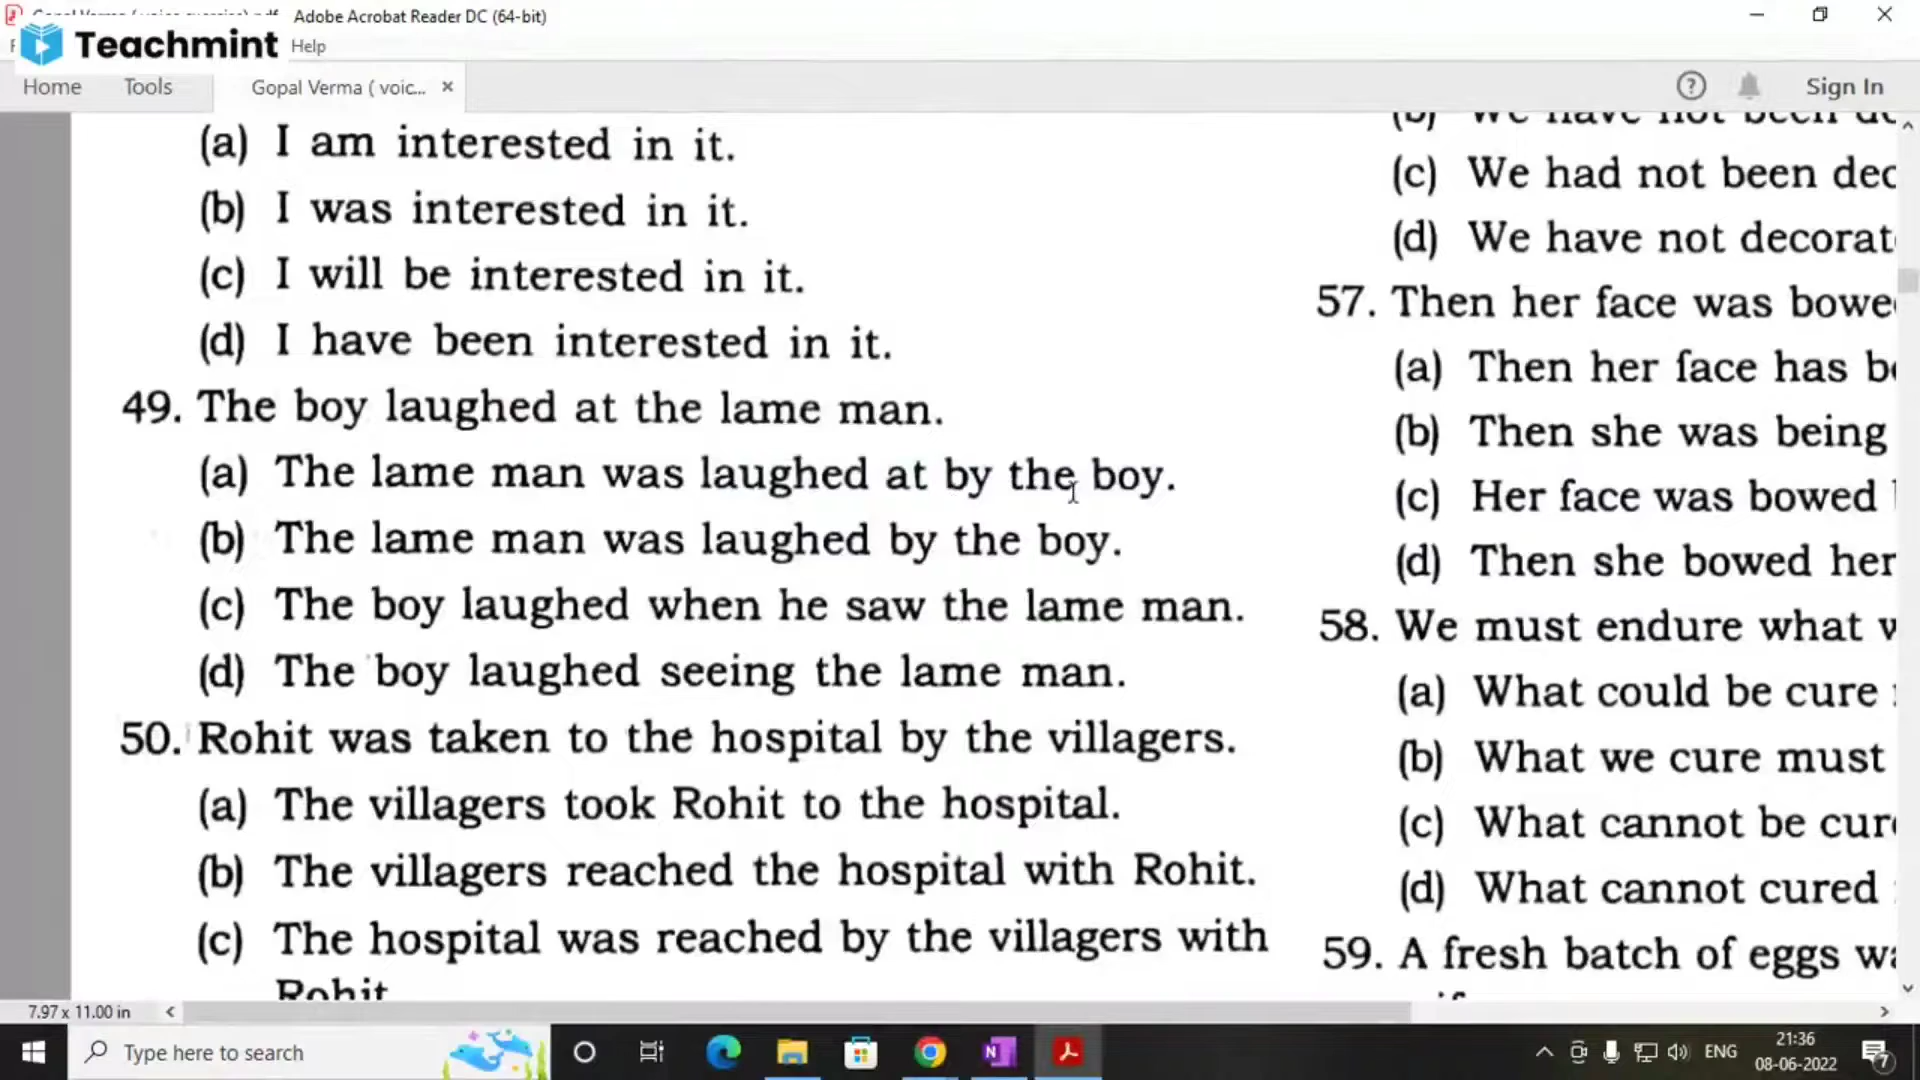 Adobe Acrobat Reader DC (64-bit)
Teachmint
Help
Home
Tools
Gopal Verma ( voic...
Sign In
(a) I am interested in it.
(b) I was interested in it.
(c) I will be interested in it.
(d) I have been interested in it.
49. The boy laughed at the lame man.
(a) The lame man was laughed at by the boy.
(b) The lame man was laughed by the boy.
(c) The boy laughed when he saw the lame man.
(d) The boy laughed seeing the lame man.
50. Rohit was taken to the hospital by the villagers.
(a) The villagers took Rohit to the hospital.
(b) The villagers reached the hospital with Rohit.
(c) The hospital was reached by the villagers with
Rohit
(c) We had not been
(d) We have not
57. Then her face was
(a) Then her face has
(b) Then she was being
(c) Her face was bowed
(d) Then she bowed her
58. We must endure what
(a) What could be cure
(b) What we cure must
(c) What cannot be
(d) What cannot cured
59. A fresh batch of eggs
7.97 x 11.00 in
Type here to search
ENG
21:36
08-06-2022
7